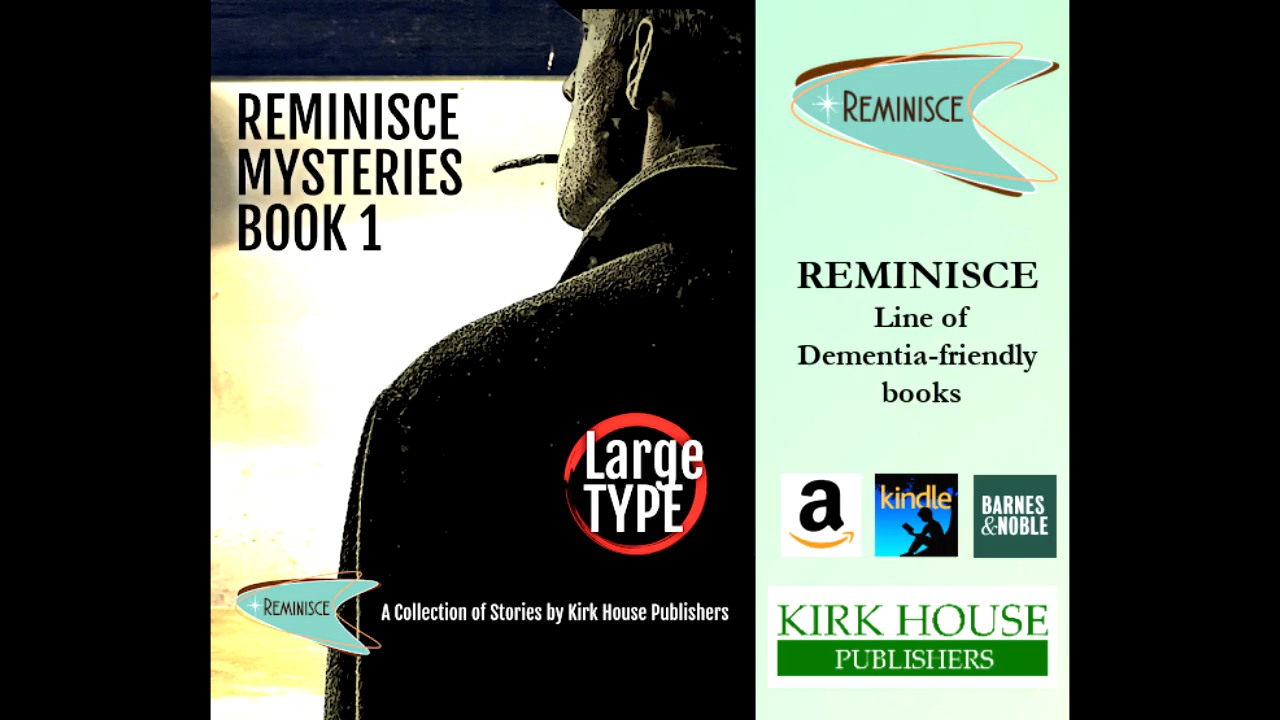 REMINISCE
MYSTERIES
BOOK 1
Large
TYPE
REMINISCE
A Collection of Stories by Kirk House Publishers
REMINISCE
REMINISCE
Line of
Dementia-friendly
books
a
kindle
BARNES
&NOBLE
KIRK HOUSE
PUBLISHERS